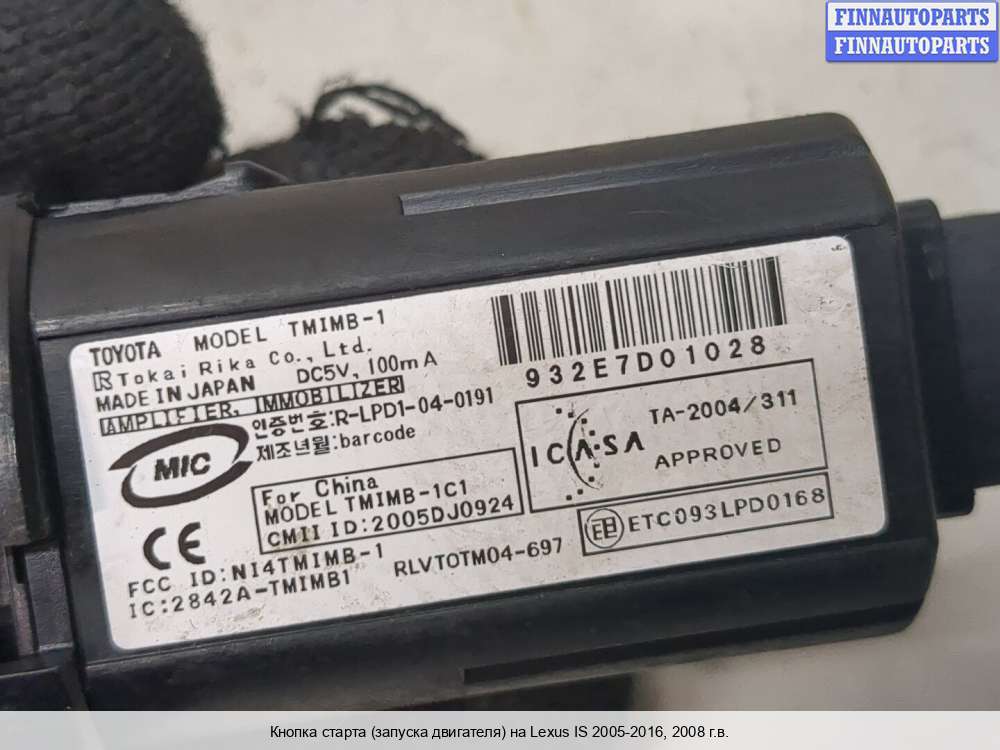 FINNAUTOPARTS
FINNAUTOPARTS
TOYOTA MODEL TMIMB-1
R Tokai Rika Co., Ltd.
MADE IN JAPAN DC5V, 100mA
AMPLIFIER, IMMOBILIZER
932E7D01028
MIC
인증번호:R-LPD1-04-0191
제조년월:barcode
ICASA TA-2004/311
APPROVED
For China
MODEL TMIMB-1C1
CMII ID:2005DJ0924
ETC093LPD0168
CE
FCC ID:NI4TMIMB-1
IC:2842A-TMIMB1
RLVTOTM04-697
Кнопка старта (запуска двигателя) на Lexus IS 2005-2016, 2008 г.в.